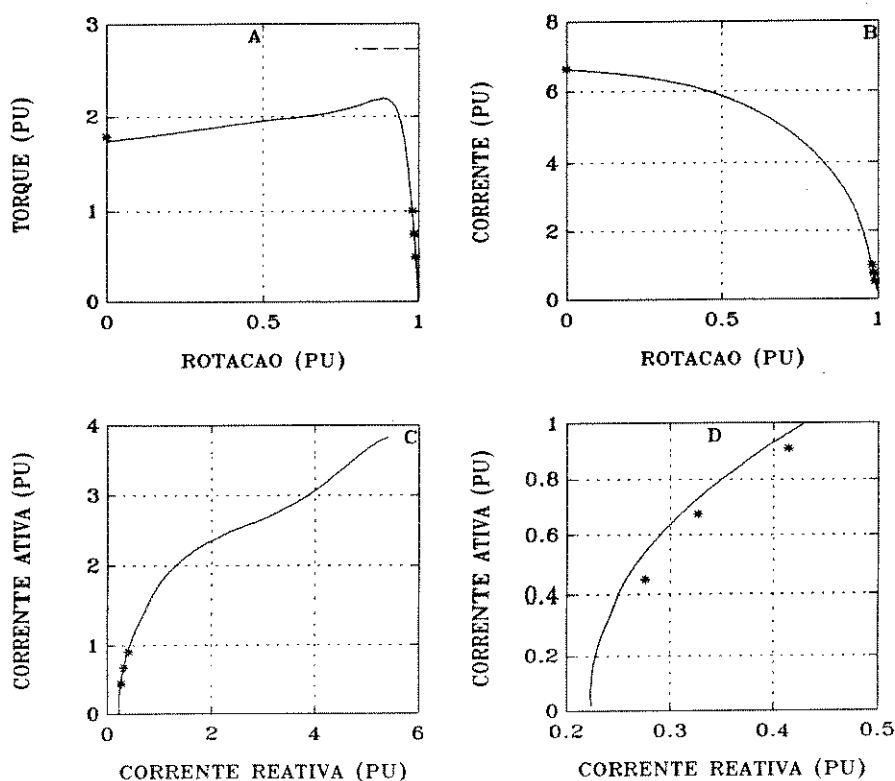 A
3
2
1
0
0
0.5
1
TORQUE (PU)
ROTACAO (PU)
B
8
6
4
2
0
0
0.5
1
CORRENTE (PU)
ROTACAO (PU)
C
4
3
2
1
0
0
2
4
6
CORRENTE ATIVA (PU)
CORRENTE REATIVA (PU)
D
1
0.8
0.6
0.4
0.2
0
0.2
0.3
0.4
0.5
CORRENTE ATIVA (PU)
CORRENTE REATIVA (PU)